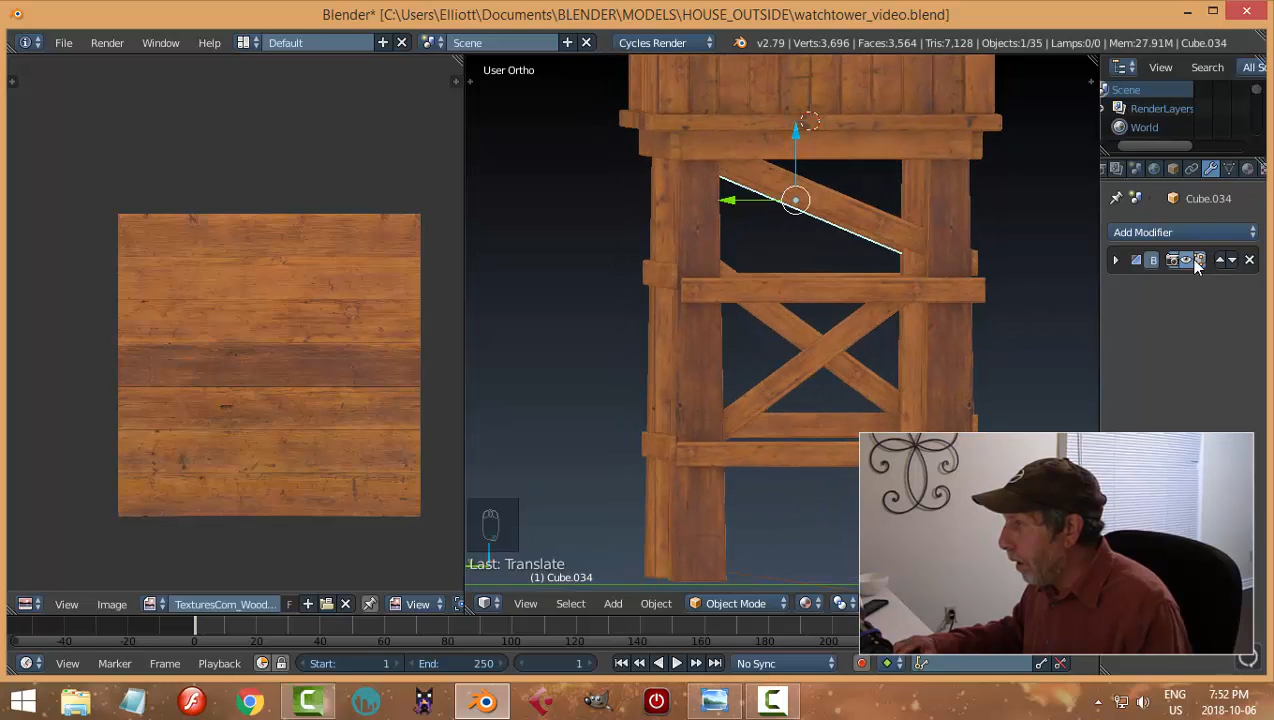 Blender* [C:\Users\Elliott\Documents\BLENDER\MODELS\HOUSE_OUTSIDE\watchtower_video.blend]
File Render Window Help Default Scene Cycles Render v2.79 | Verts:3,696 | Faces:3,564 | Tris:7,128 | Objects:1/35 | Lamps:0/0 | Mem:27.91M | Cube.034
User Ortho
View Search All S
Scene
RenderLayers
World
Cube.034
Add Modifier
B
Last: Translate
(1) Cube.034
View Image TexturesCom_Wood... F View
View Select Add Object Object Mode
-40 -20 0 20 40 60 80 100 120 140 160 180 200
View Marker Frame Playback Start: 1 End: 250 1 No Sync
ENG 7:52 PM
US 2018-10-06